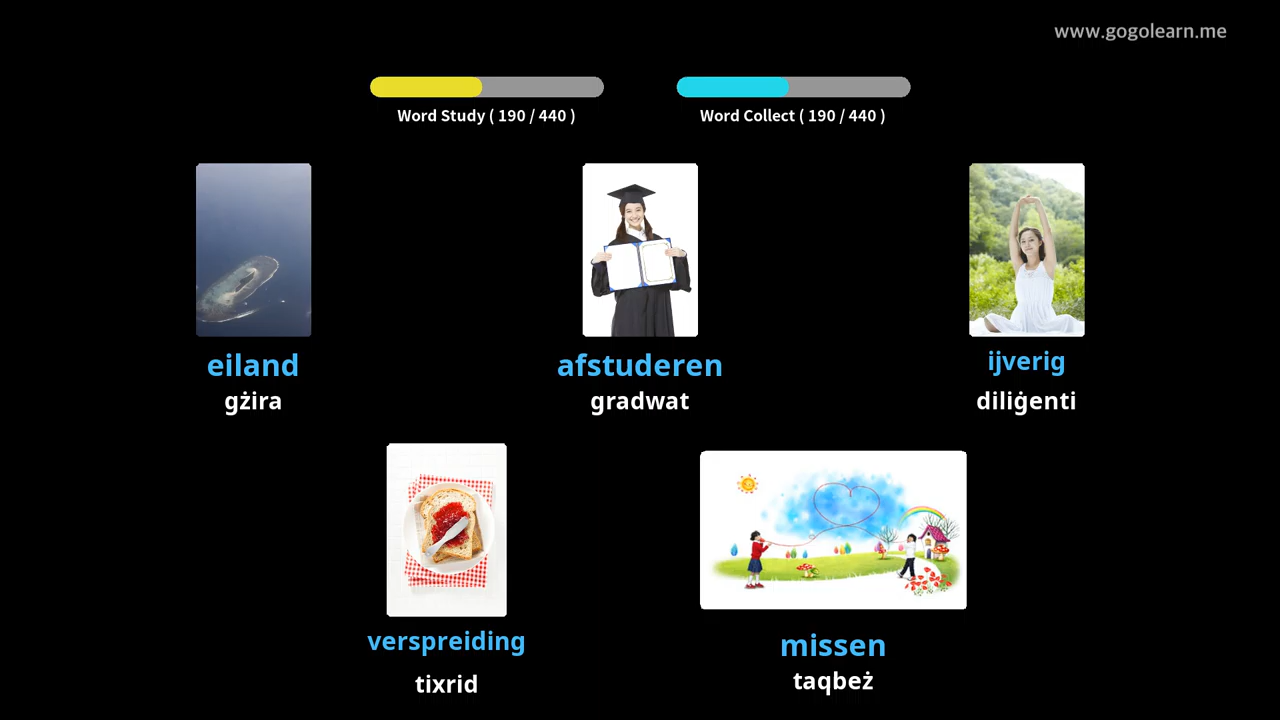 www.gogolearn.me
Word Study ( 190 / 440 )
Word Collect ( 190 / 440 )
eiland
gżira
afstuderen
gradwat
ijverig
diliġenti
verspreiding
tixrid
missen
taqbeż